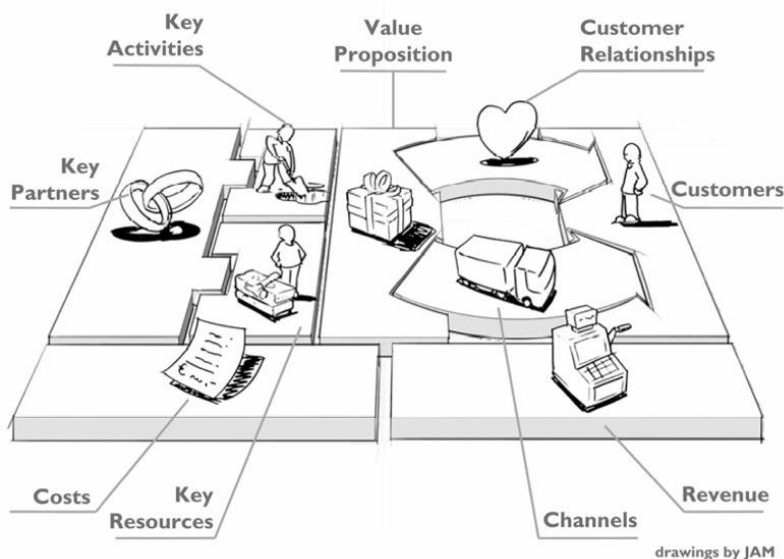 Key
Activities
Value
Proposition
Customer
Relationships
Key
Partners
Customers
Costs
Key
Resources
Channels
Revenue
drawings by JAM